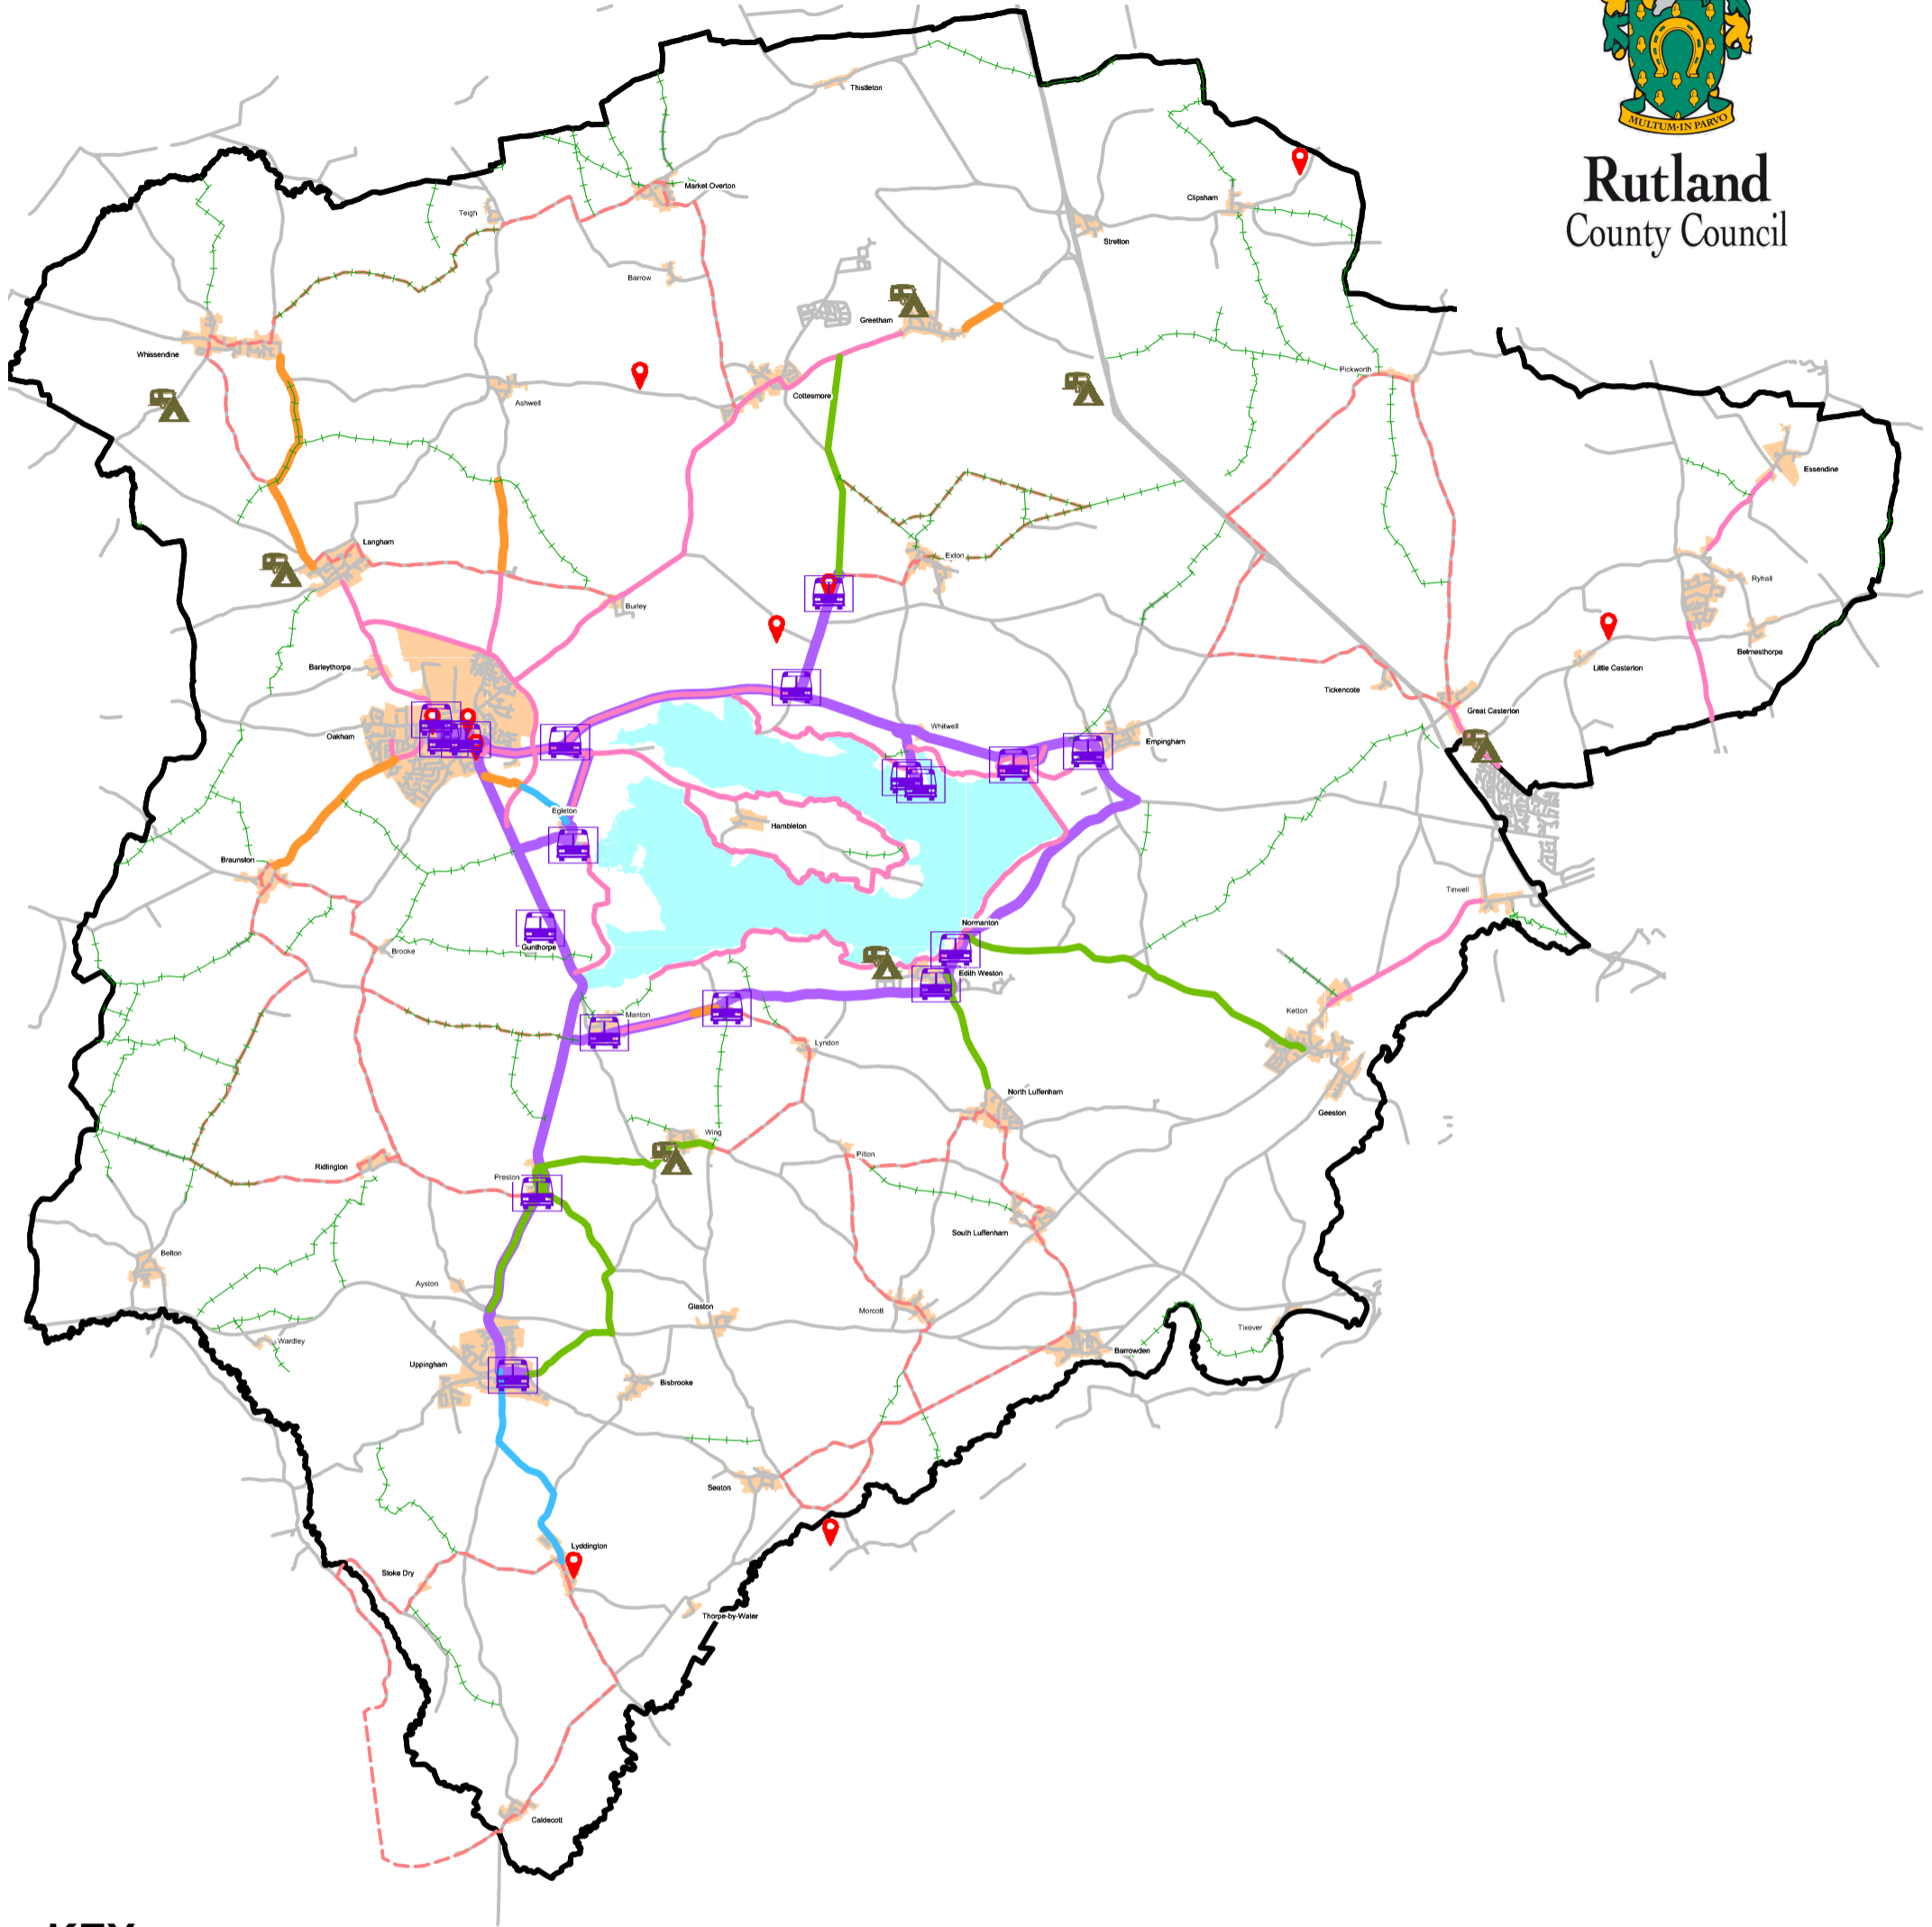 MULTUM·IN PARVO
Rutland
County Council
Thistleton
Market Overton
Teigh
Clipsham
Stretton
Barrow
Greetham
Whissendine
Pickworth
Ashwell
Cottesmore
Essendine
Langham
Exton
Ryhall
Burley
Belmesthorpe
Barleythorpe
Little Casterton
Tickencote
Great Casterton
Oakham
Whitwell
Empingham
Egleton
Hambleton
Braunston
Tinwell
Normanton
Gunthorpe
Brooke
Edith Weston
Ketton
Manton
Lyndon
North Luffenham
Geeston
Wing
Pilton
Ridlington
Preston
South Luffenham
Belton
Ayston
Glaston
Morcott
Tixover
Wardley
Barrowden
Uppingham
Bisbrooke
Seaton
Lyddington
Stoke Dry
Thorpe-by-Water
Caldecott
KEY